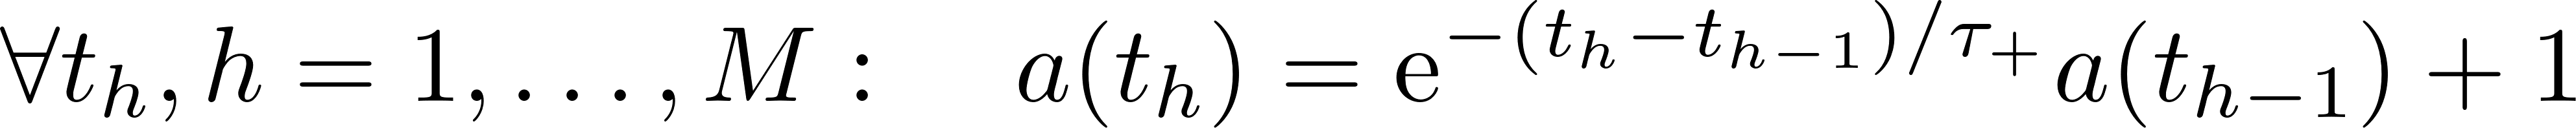 ∀t_h, h = 1, . . . , M :   a(t_h) = e^{−(t_h−t_{h−1})/τ_+} a(t_{h−1}) + 1